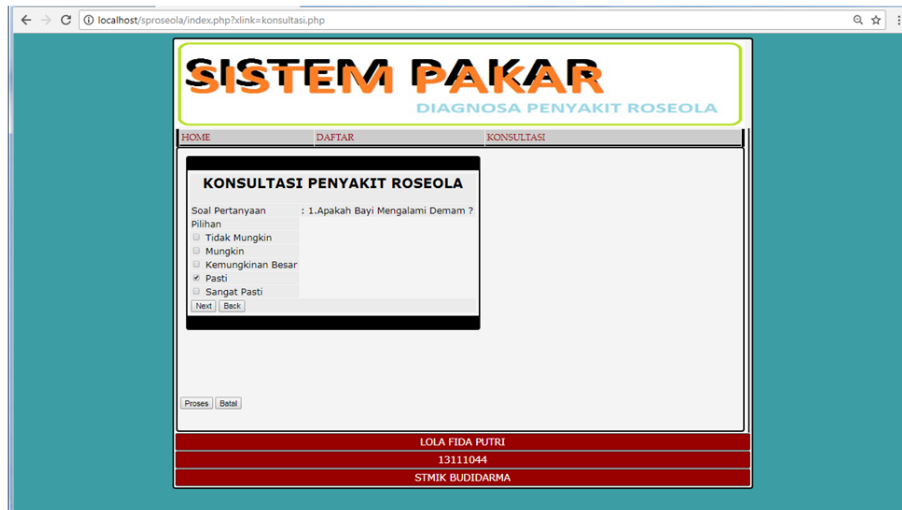 localhost/sproseola/index.php?xlink=konsultasi.php
SISTEM PAKAR
DIAGNOSA PENYAKIT ROSEOLA
HOME DAFTAR KONSULTASI
KONSULTASI PENYAKIT ROSEOLA
Soal Pertanyaan : 1.Apakah Bayi Mengalami Demam ?
Pilihan
Tidak Mungkin
Mungkin
Kemungkinan Besar
Pasti
Sangat Pasti
Next Back
Proses Batal
LOLA FIDA PUTRI
13111044
STMIK BUDIDARMA